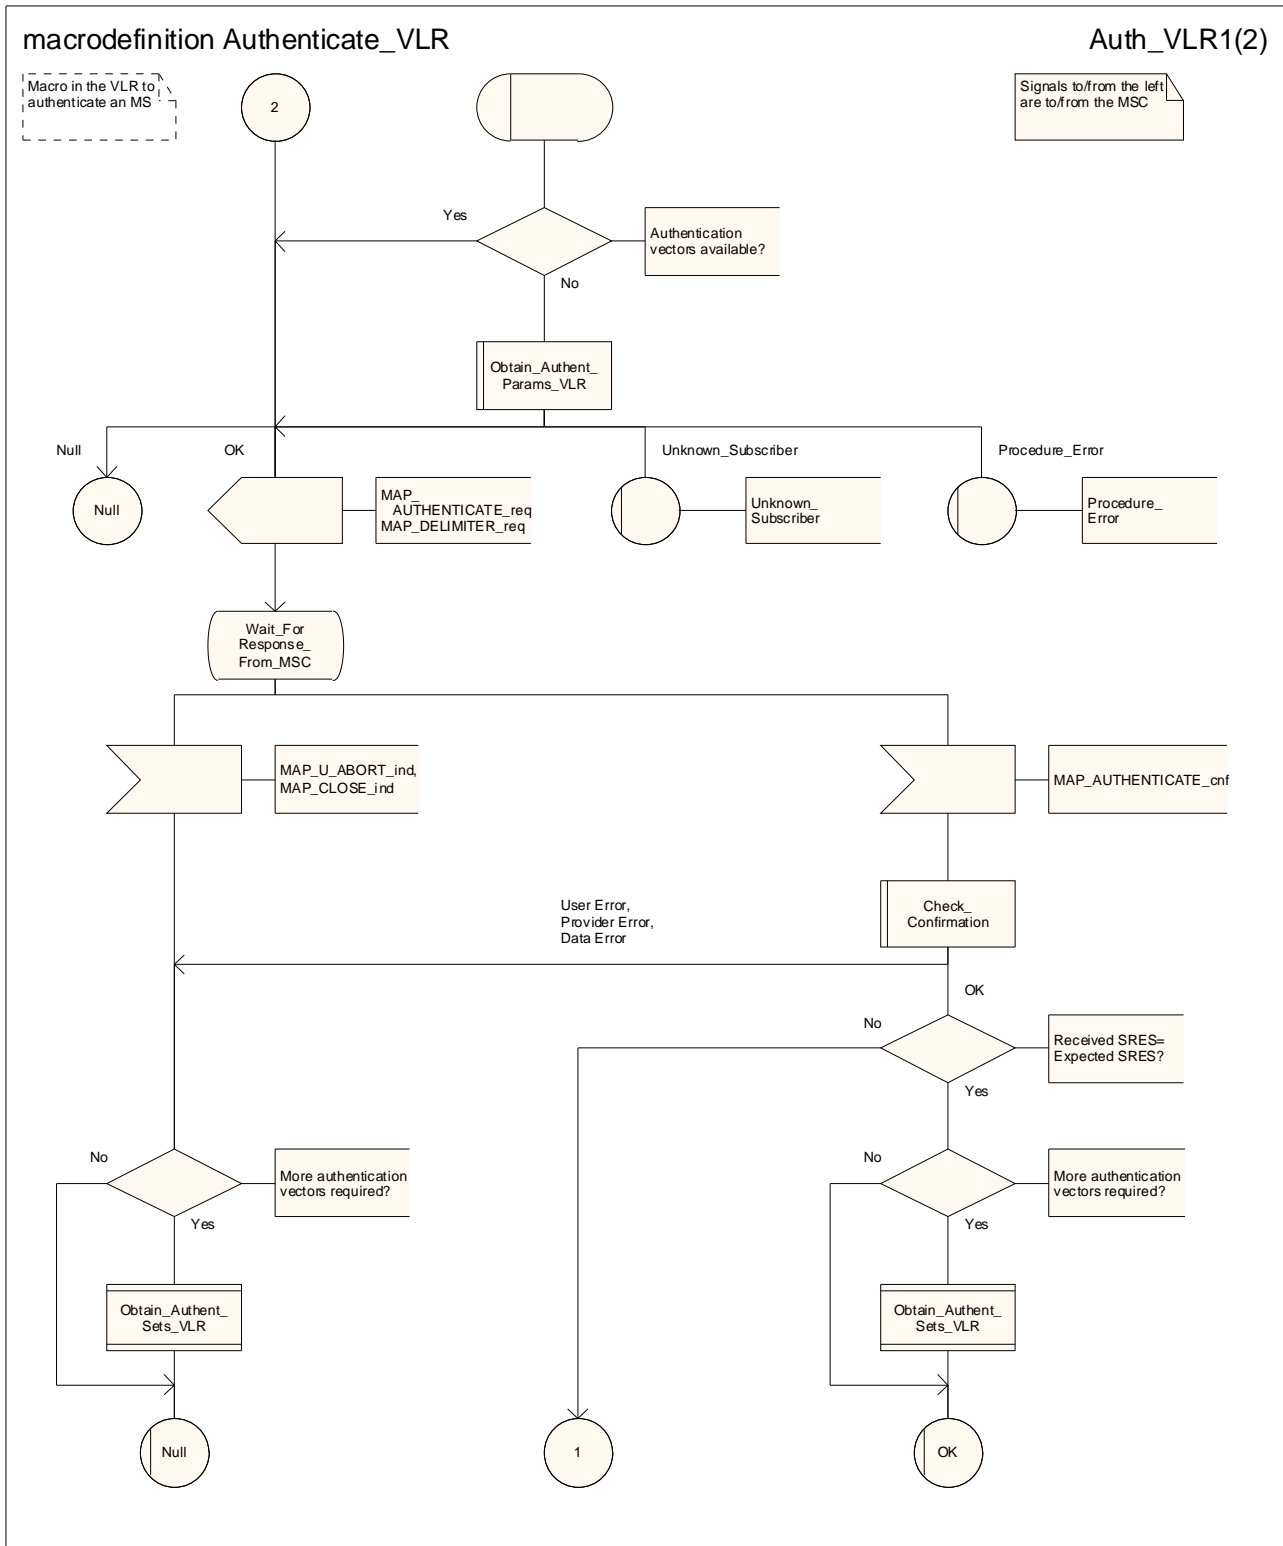 macrodefinition Authenticate_VLR
Auth_VLR1(2)
Macro in the VLR to
authenticate an MS
2
Signals to/from the left
are to/from the MSC
Yes
Authentication
vectors available?
No
Obtain_Authent_
Params_VLR
Null
OK
Unknown_Subscriber
Procedure_Error
Null
MAP_
AUTHENTICATE_req
MAP_DELIMITER_req
Unknown_
Subscriber
Procedure_
Error
Wait_For
Response_
From_MSC
MAP_U_ABORT_ind,
MAP_CLOSE_ind
MAP_AUTHENTICATE_cnf
User Error,
Provider Error,
Data Error
Check_
Confirmation
OK
No
Received SRES=
Expected SRES?
Yes
No
More authentication
vectors required?
Yes
No
More authentication
vectors required?
Yes
Obtain_Authent_
Sets_VLR
Obtain_Authent_
Sets_VLR
Null
1
OK